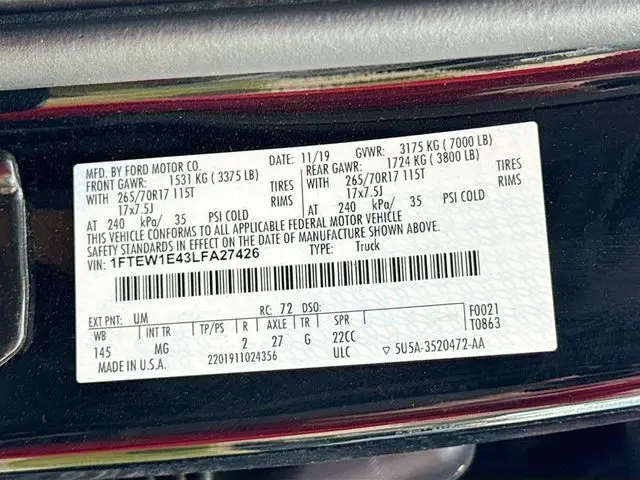 MFD. BY FORD MOTOR CO. DATE: 11/19 GVWR: 3175 KG (7000 LB)
FRONT GAWR: 1531 KG (3375 LB) REAR GAWR: 1724 KG (3800 LB)
WITH 265/70R17 115T TIRES WITH 265/70R17 115T TIRES
17x7.5J RIMS 17x7.5J RIMS
AT 240 kPa/ 35 PSI COLD AT 240 kPa/ 35 PSI COLD
THIS VEHICLE CONFORMS TO ALL APPLICABLE FEDERAL MOTOR VEHICLE
SAFETY STANDARDS IN EFFECT ON THE DATE OF MANUFACTURE SHOWN ABOVE.
VIN: 1FTEW1E43LFA27426 TYPE: Truck
EXT PNT: UM RC: 72 DSO: F0021
WB INT TR TP/PS R AXLE TR SPR T0863
145 MG 2 27 G 22CC
MADE IN U.S.A. 2201911024356 ULC ▽ 5U5A-3520472-AA